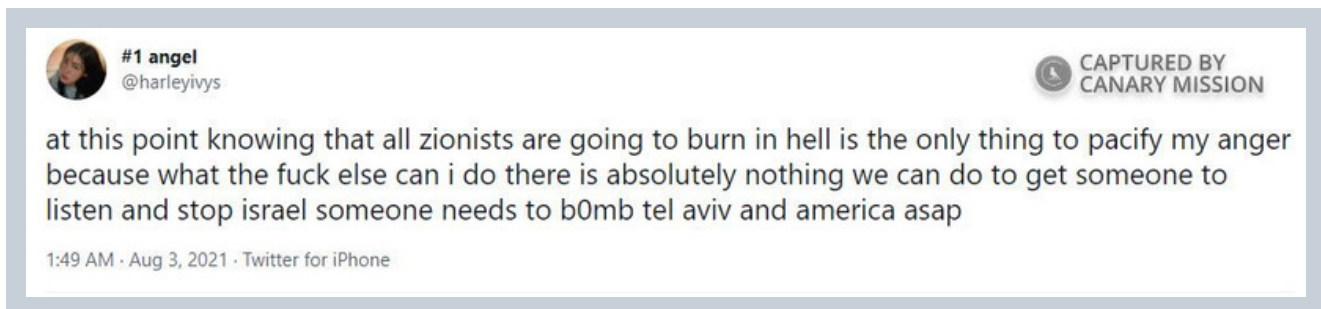 #1 angel
@harleyivys
CAPTURED BY
CANARY MISSION
at this point knowing that all zionists are going to burn in hell is the only thing to pacify my anger
because what the fuck else can i do there is absolutely nothing we can do to get someone to
listen and stop israel someone needs to b0mb tel aviv and america asap
1:49 AM · Aug 3, 2021 · Twitter for iPhone